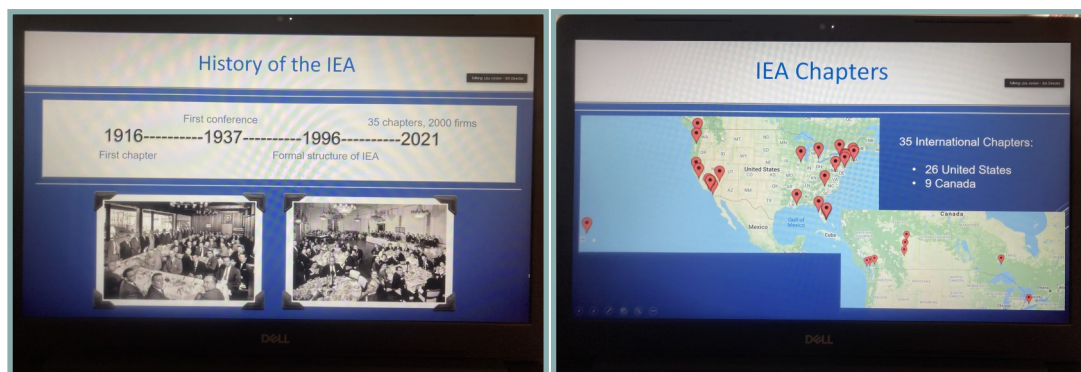 History of the IEA
First conference
35 chapters, 2000 firms
1916----------1937----------1996----------2021
First chapter
Formal structure of IEA
DELL
IEA Chapters
35 International Chapters:
• 26 United States
• 9 Canada
United States
Mexico
Gulf of
Mexico
Cuba
Canada
DELL